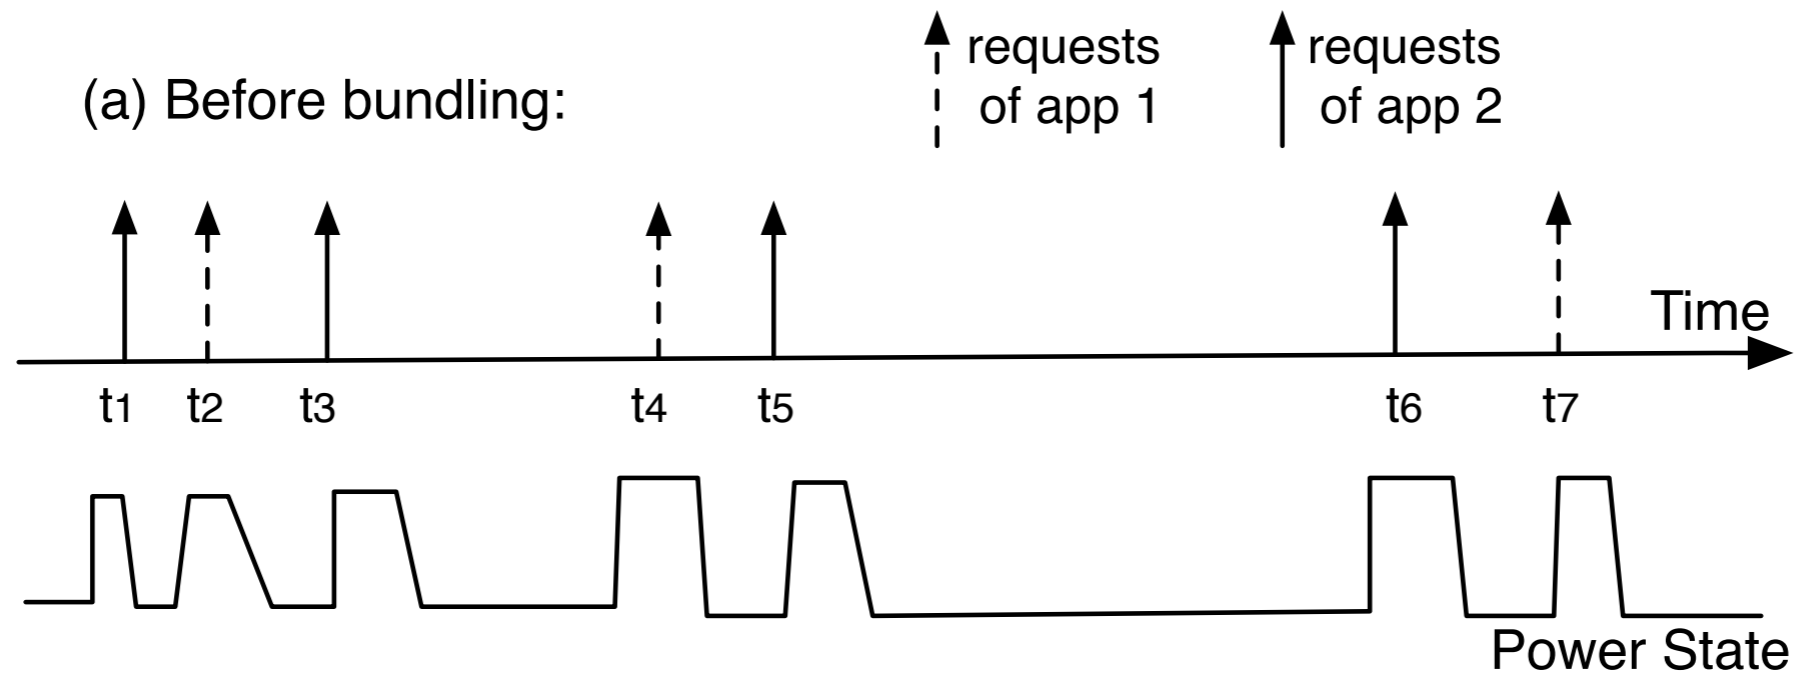 requests requests
(a) Before bundling: of app 1 of app 2
Time
t1 t2 t3 t4 t5 t6 t7
Power State